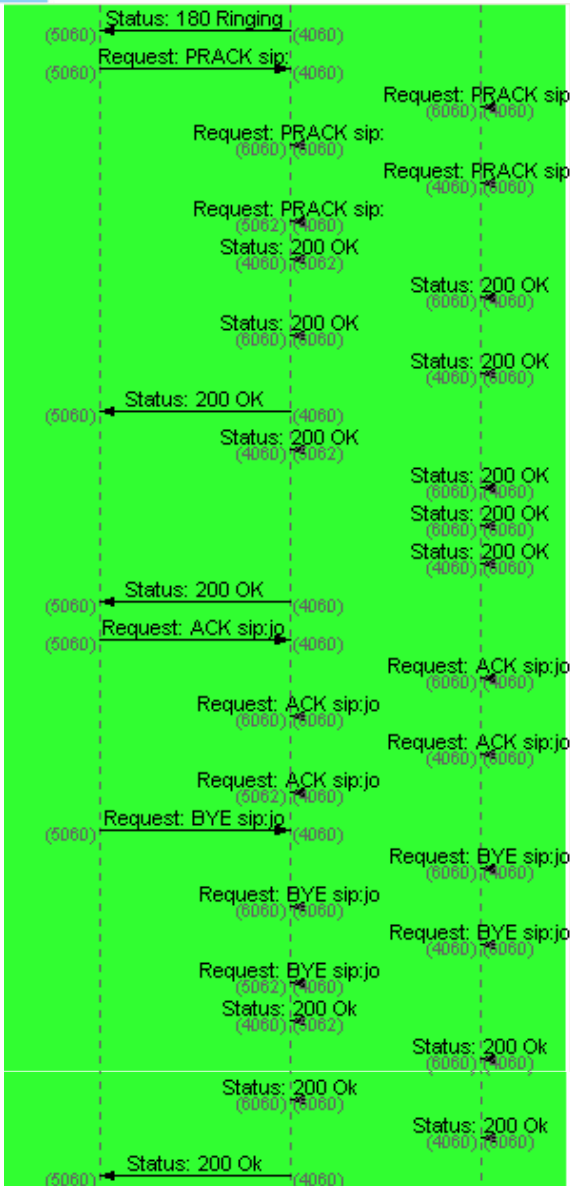 Status: 180 Ringing
(5060) (4060)
Request: PRACK sip:
(5060) (4060)
Request: PRACK sip
(6060) (4060)
Request: PRACK sip:
(6060) (6060)
Request: PRACK sip
(4060) (6060)
Request: PRACK sip:
(5062) (4060)
Status: 200 OK
(4060) (5062)
Status: 200 OK
(6060) (4060)
Status: 200 OK
(6060) (6060)
Status: 200 OK
(4060) (6060)
Status: 200 OK
(5060) (4060)
Status: 200 OK
(4060) (5062)
Status: 200 OK
(6060) (4060)
Status: 200 OK
(6060) (6060)
Status: 200 OK
(4060) (6060)
Status: 200 OK
(5060) (4060)
Request: ACK sip:jo
(5060) (4060)
Request: ACK sip:jo
(6060) (4060)
Request: ACK sip:jo
(6060) (6060)
Request: ACK sip:jo
(4060) (6060)
Request: ACK sip:jo
(5062) (4060)
Request: BYE sip:jo
(5060) (4060)
Request: BYE sip:jo
(6060) (4060)
Request: BYE sip:jo
(6060) (6060)
Request: BYE sip:jo
(4060) (6060)
Request: BYE sip:jo
(5062) (4060)
Status: 200 Ok
(4060) (5062)
Status: 200 Ok
(6060) (4060)
Status: 200 Ok
(6060) (6060)
Status: 200 Ok
(4060) (6060)
Status: 200 Ok
(5060) (4060)